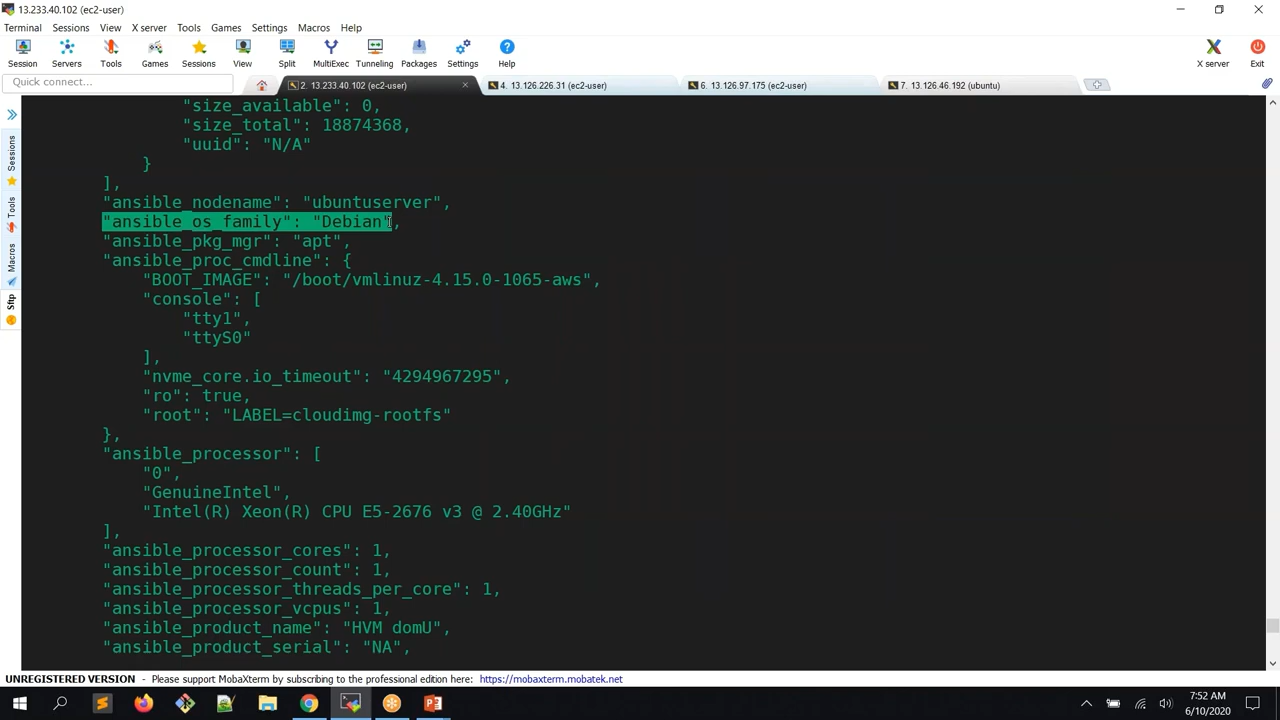 13.233.40.102 (ec2-user)
Terminal Sessions View X server Tools Games Settings Macros Help
Session Servers Tools Games Sessions View Split MultiExec Tunneling Packages Settings Help X server Exit
Quick connect...
2. 13.233.40.102 (ec2-user)
4. 13.126.226.31 (ec2-user)
6. 13.126.97.175 (ec2-user)
7. 13.126.46.192 (ubuntu)
Sessions
Tools
Macros
Sftp
"size_available": 0,
"size_total": 18874368,
"uuid": "N/A"
}
],
"ansible_nodename": "ubuntuserver",
"ansible_os_family": "Debian",
"ansible_pkg_mgr": "apt",
"ansible_proc_cmdline": {
"BOOT_IMAGE": "/boot/vmlinuz-4.15.0-1065-aws",
"console": [
"tty1",
"ttyS0"
],
"nvme_core.io_timeout": "4294967295",
"ro": true,
"root": "LABEL=cloudimg-rootfs"
},
"ansible_processor": [
"0",
"GenuineIntel",
"Intel(R) Xeon(R) CPU E5-2676 v3 @ 2.40GHz"
],
"ansible_processor_cores": 1,
"ansible_processor_count": 1,
"ansible_processor_threads_per_core": 1,
"ansible_processor_vcpus": 1,
"ansible_product_name": "HVM domU",
"ansible_product_serial": "NA",
UNREGISTERED VERSION - Please support MobaXterm by subscribing to the professional edition here: https://mobaxterm.mobatek.net
7:52 AM
6/10/2020